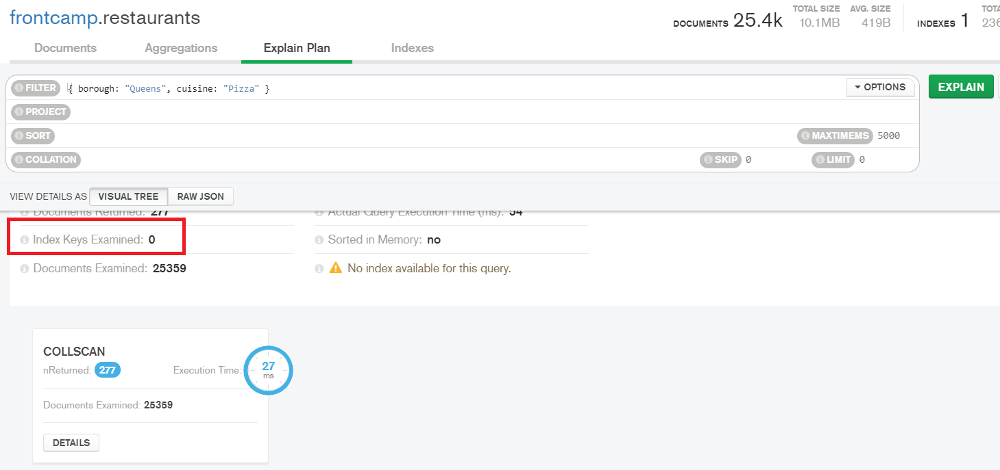 frontcamp.restaurants
DOCUMENTS 25.4k TOTAL SIZE 10.1MB AVG. SIZE 419B INDEXES 1
Documents Aggregations Explain Plan Indexes
FILTER { borough: "Queens", cuisine: "Pizza" } OPTIONS EXPLAIN
PROJECT
SORT MAXTIMEMS 5000
COLLATION SKIP 0 LIMIT 0
VIEW DETAILS AS VISUAL TREE RAW JSON
Documents Returned: 277 Actual Query Execution Time (ms): 54
Index Keys Examined: 0 Sorted in Memory: no
Documents Examined: 25359 No index available for this query.
COLLSCAN
nReturned: 277 Execution Time: 27 ms
Documents Examined: 25359
DETAILS